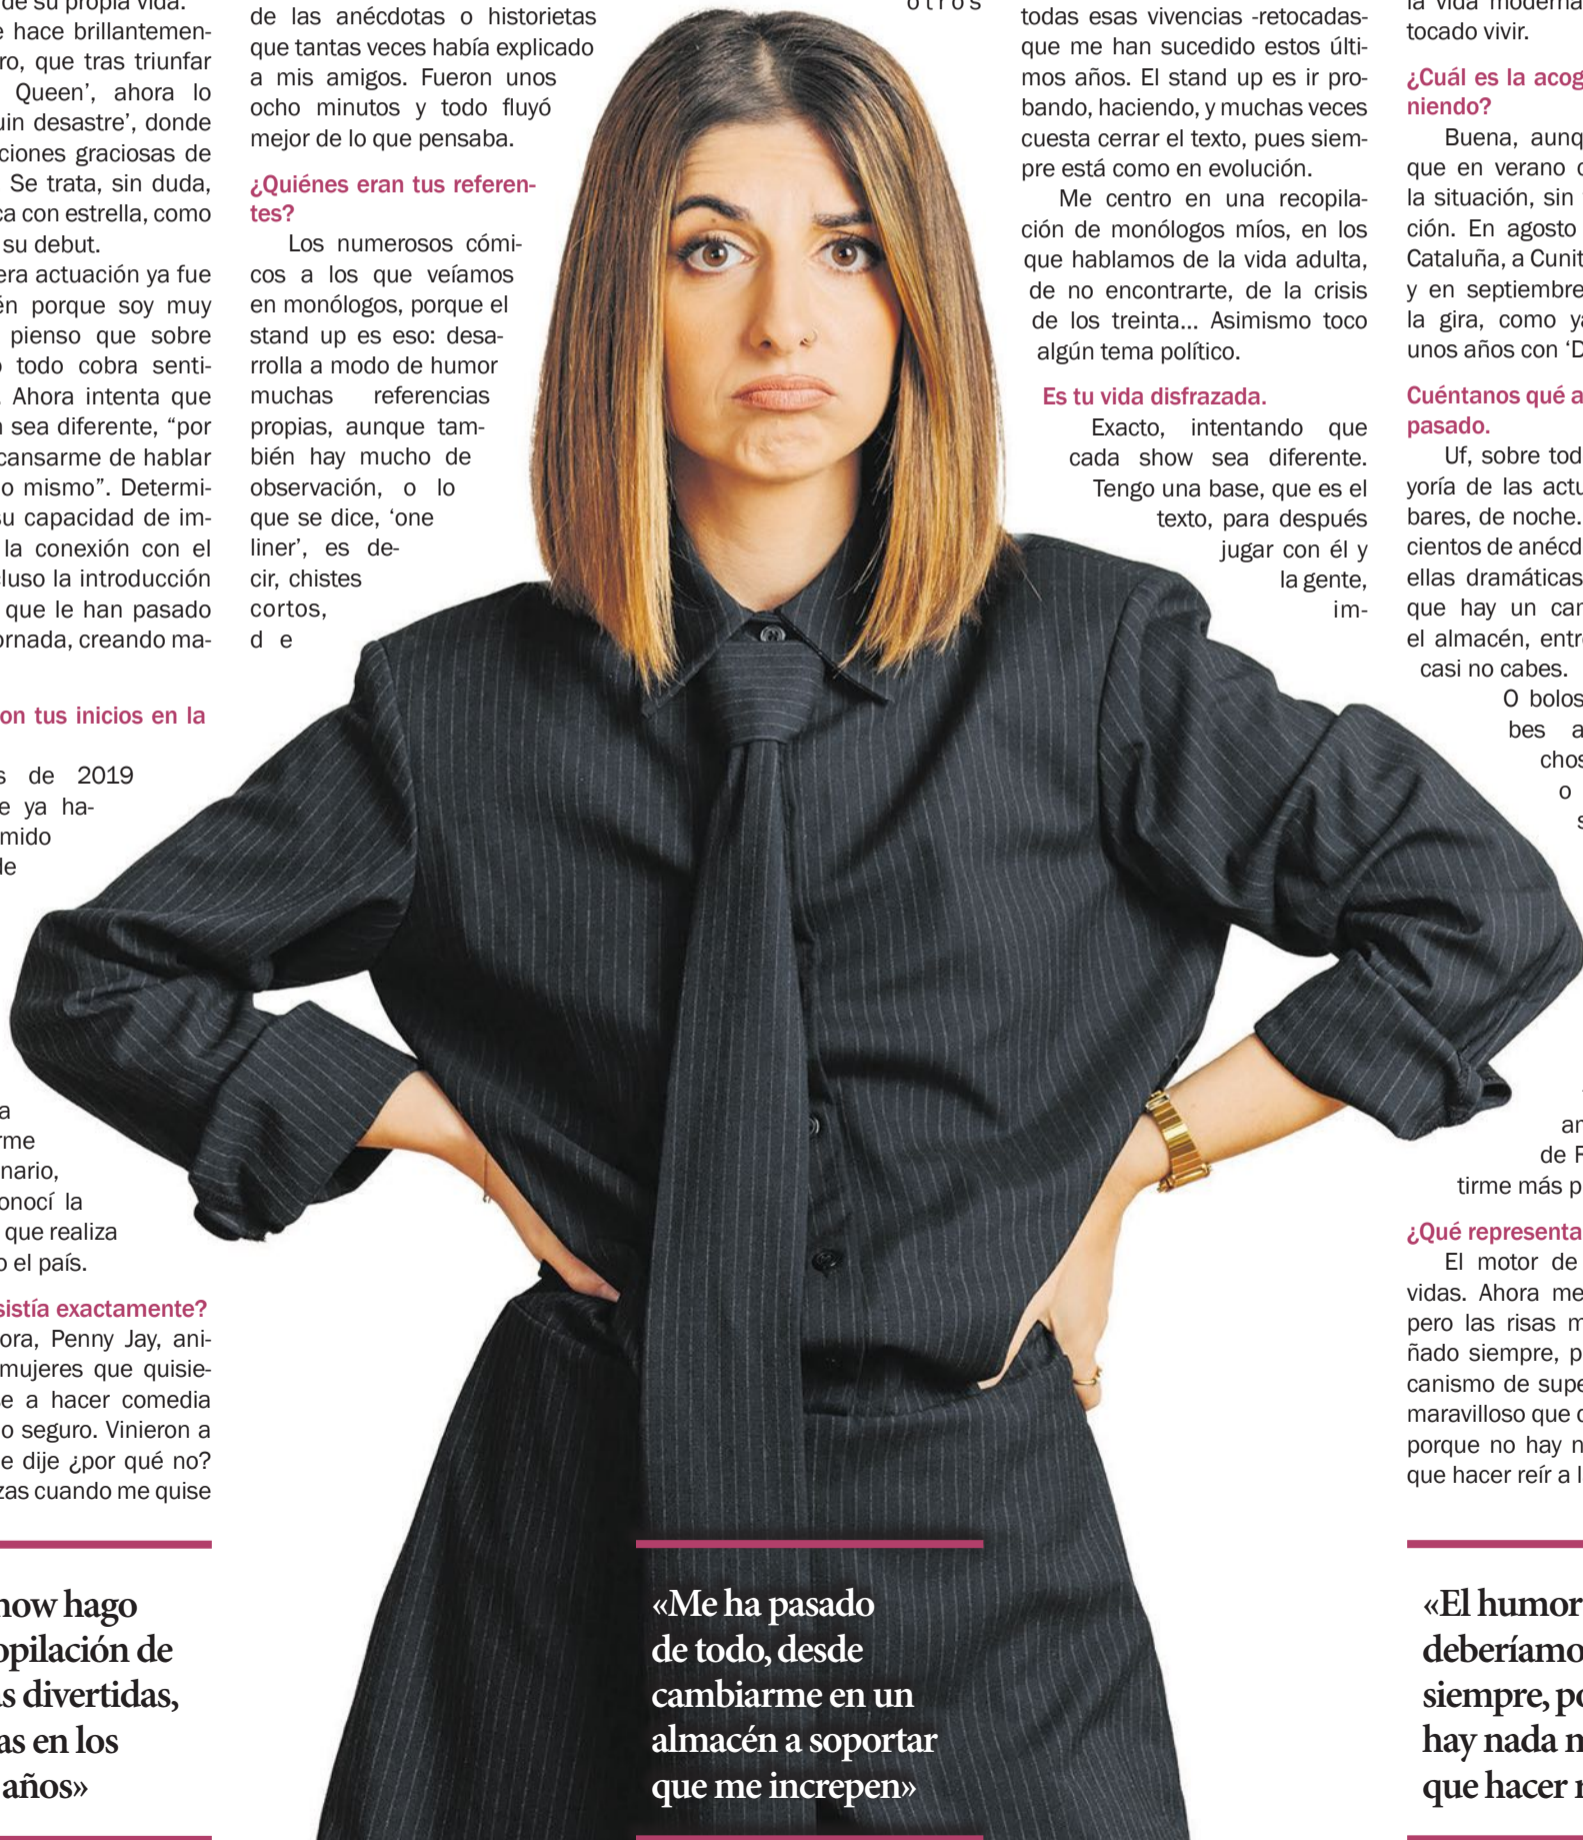 de su propia vida.
hace brillantemen-
ro, que tras triunfar
Queen’, ahora lo
uin desastre’, donde
ciones graciosas de
Se trata, sin duda,
ca con estrella, como
su debut.
era actuación ya fue
én porque soy muy
pienso que sobre
todo cobra senti-
Ahora intenta que
sea diferente, “por
cansarme de hablar
o mismo”. Determi-
su capacidad de im-
la conexión con el
luso la introducción
que le han pasado
ornada, creando ma-
on tus inicios en la
s de 2019
e ya ha-
mido
de
a
rme
nario,
onocí la
que realiza
o el país.
sistía exactamente?
ora, Penny Jay, ani-
mujeres que quisie-
se a hacer comedia
o seguro. Vinieron a
e dije ¿por qué no?
zas cuando me quise
how hago
opilación de
as divertidas,
as en los
años»
de las anécdotas o historietas
que tantas veces había explicado
a mis amigos. Fueron unos
ocho minutos y todo fluyó
mejor de lo que pensaba.
¿Quiénes eran tus referen-
tes?
Los numerosos cómi-
cos a los que veíamos
en monólogos, porque el
stand up es eso: desa-
rrolla a modo de humor
muchas referencias
propias, aunque tam-
bién hay mucho de
observación, o lo
que se dice, ‘one
liner’, es de-
cir, chistes
cortos,
d e
otros
«Me ha pasado
de todo, desde
cambiarme en un
almacén a soportar
que me increpen»
todas esas vivencias -retocadas-
que me han sucedido estos últi-
mos años. El stand up es ir pro-
bando, haciendo, y muchas veces
cuesta cerrar el texto, pues siem-
pre está como en evolución.
Me centro en una recopila-
ción de monólogos míos, en los
que hablamos de la vida adulta,
de no encontrarte, de la crisis
de los treinta... Asimismo toco
algún tema político.
Es tu vida disfrazada.
Exacto, intentando que
cada show sea diferente.
Tengo una base, que es el
texto, para después
jugar con él y
la gente,
im-
la vida moderna
tocado vivir.
¿Cuál es la acog
niendo?
Buena, aunq
que en verano
la situación, sin
ción. En agosto
Cataluña, a Cunit
y en septiembre
la gira, como ya
unos años con ‘D
Cuéntanos qué a
pasado.
Uf, sobre tod
yoría de las actu
bares, de noche.
cientos de anécd
ellas dramáticas
que hay un
el almacén, entr
casi no cabes.
O bolos
bes a
chos
o
s
an
de
tirme más p
¿Qué representa
El motor de
vidas. Ahora me
pero las risas m
ñado siempre, p
canismo de supe
maravilloso que
porque no hay n
que hacer reír a l
«El humor
deberíamo
siempre, po
hay nada m
que hacer r